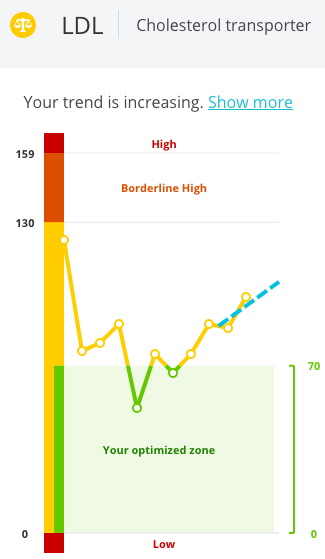 LDL Cholesterol transporter
Your trend is increasing. Show more
High
159
Borderline High
130
70
Your optimized zone
0 0
Low